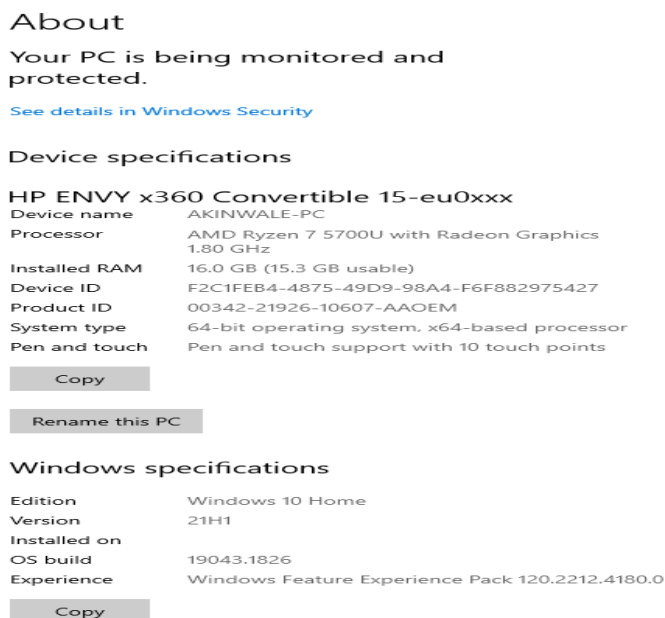 About
Your PC is being monitored and
protected.
See details in Windows Security
Device specifications
HP ENVY x360 Convertible 15-eu0xxx
Device name AKINWALE-PC
Processor AMD Ryzen 7 5700U with Radeon Graphics
1.80 GHz
Installed RAM 16.0 GB (15.3 GB usable)
Device ID F2C1FEB4-4875-49D9-98A4-F6F882975427
Product ID 00342-21926-10607-AAOEM
System type 64-bit operating system, x64-based processor
Pen and touch Pen and touch support with 10 touch points
Copy
Rename this PC
Windows specifications
Edition Windows 10 Home
Version 21H1
Installed on
OS build 19043.1826
Experience Windows Feature Experience Pack 120.2212.4180.0
Copy